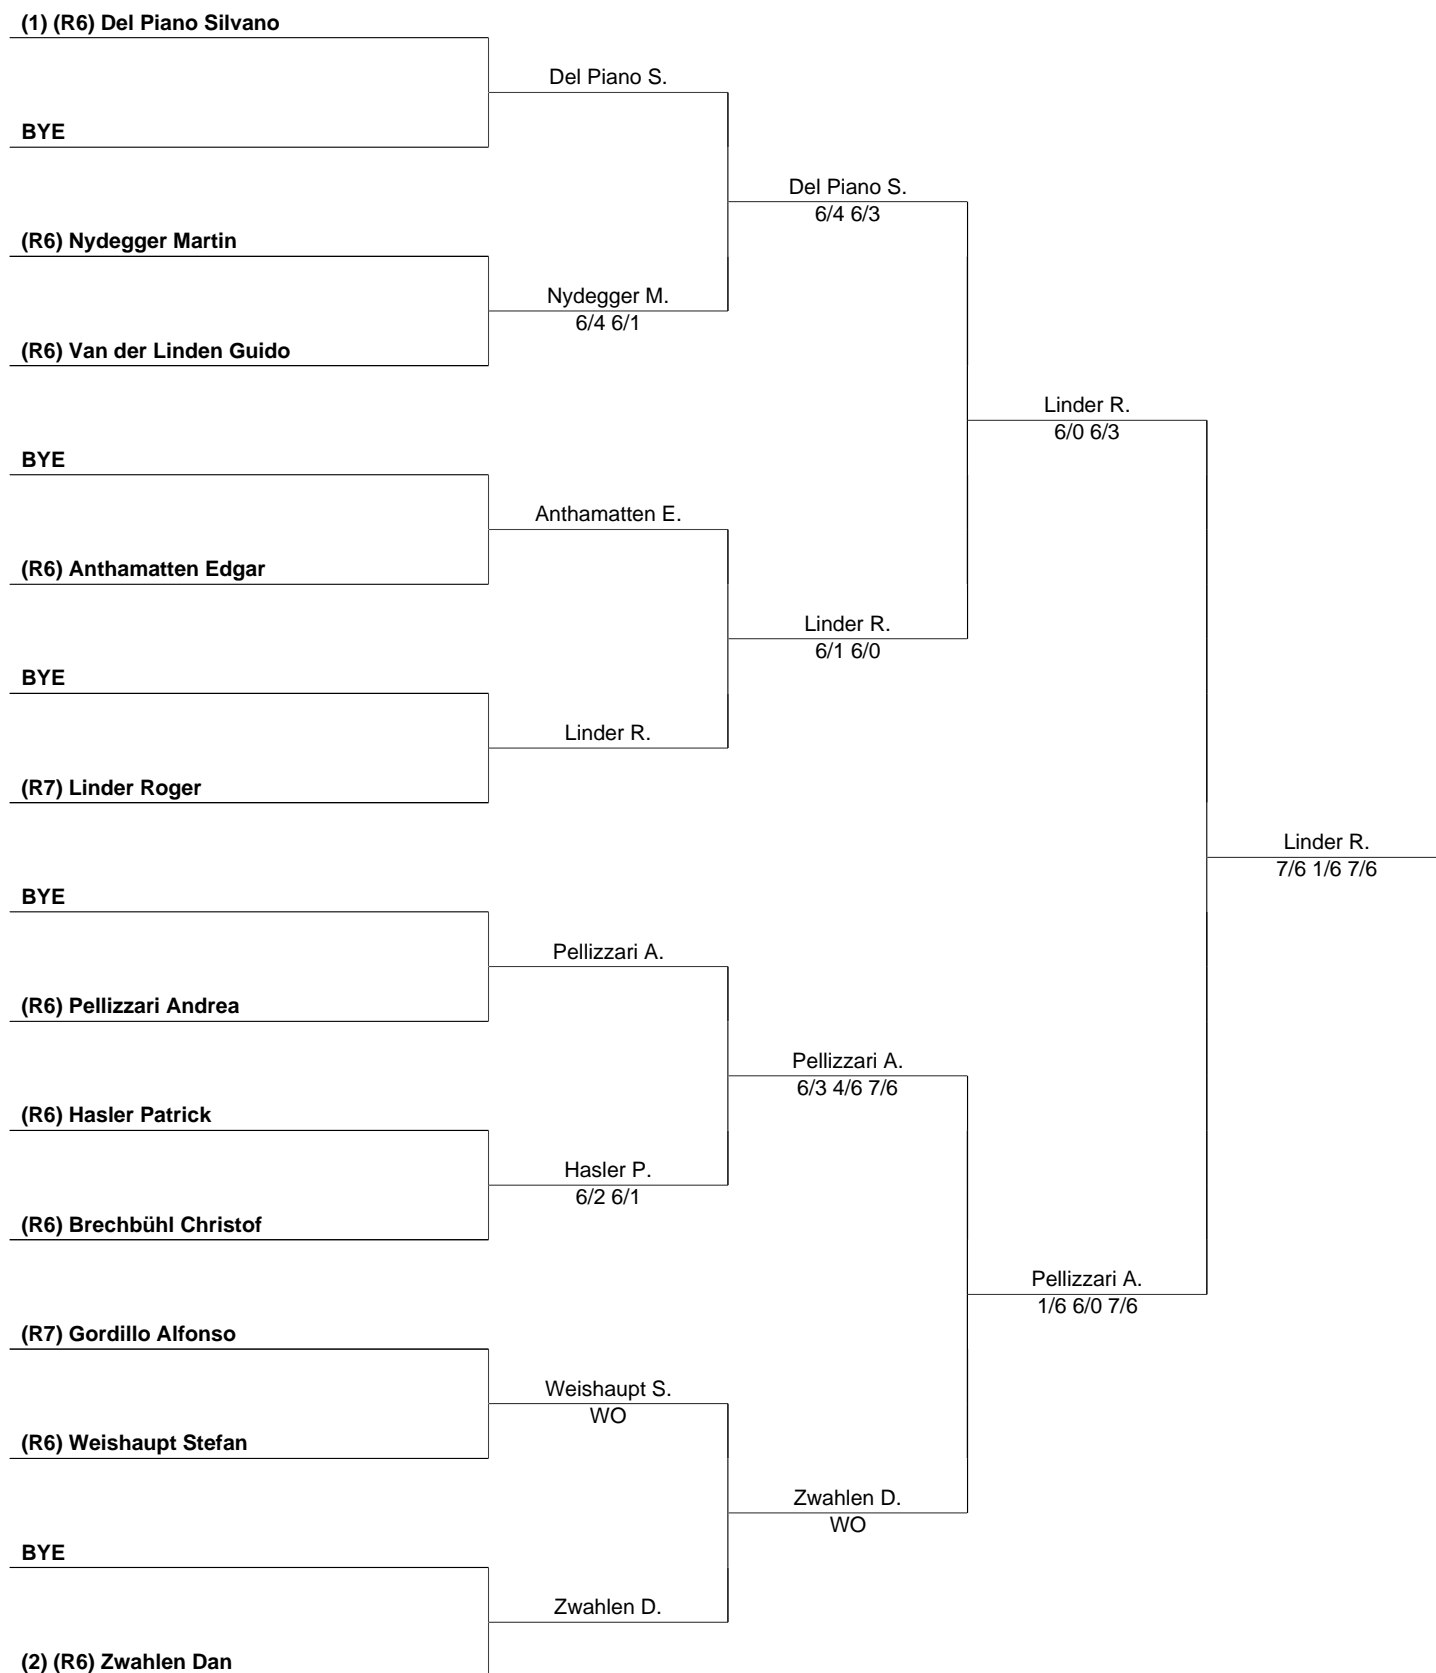 (1) (R6) Del Piano Silvano
Del Piano S.
BYE
Del Piano S.
6/4 6/3
(R6) Nydegger Martin
Nydegger M.
6/4 6/1
(R6) Van der Linden Guido
Linder R.
6/0 6/3
BYE
Anthamatten E.
(R6) Anthamatten Edgar
Linder R.
6/1 6/0
BYE
Linder R.
(R7) Linder Roger
Linder R.
7/6 1/6 7/6
BYE
Pellizzari A.
(R6) Pellizzari Andrea
Pellizzari A.
6/3 4/6 7/6
(R6) Hasler Patrick
Hasler P.
6/2 6/1
(R6) Brechbühl Christof
Pellizzari A.
1/6 6/0 7/6
(R7) Gordillo Alfonso
Weishaupt S.
WO
(R6) Weishaupt Stefan
Zwahlen D.
WO
BYE
Zwahlen D.
(2) (R6) Zwahlen Dan